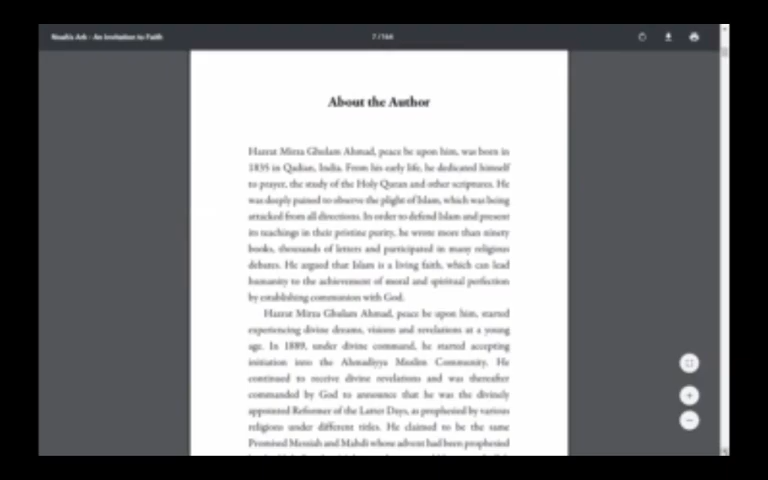 Noah's Ark - An Invitation to Faith
7 / 164
About the Author
Hazrat Mirza Ghulam Ahmad, peace be upon him, was born in
1835 in Qadian, India. From his early life, he dedicated himself
to prayer, the study of the Holy Quran and other scriptures. He
was deeply pained to observe the plight of Islam, which was being
attacked from all directions. In order to defend Islam and present
its teachings in their pristine purity, he wrote more than ninety
books, thousands of letters and participated in many religious
debates. He argued that Islam is a living faith, which can lead
humanity to the achievement of moral and spiritual perfection
by establishing communion with God.
Hazrat Mirza Ghulam Ahmad, peace be upon him, started
experiencing divine dreams, visions and revelations at a young
age. In 1889, under divine command, he started accepting
initiation into the Ahmadiyya Muslim Community. He
continued to receive divine revelations and was thereafter
commanded by God to announce that he was the divinely
appointed Reformer of the Latter Days, as prophesied by various
religions under different titles. He claimed to be the same
Promised Messiah and Mahdi whose advent had been prophesied